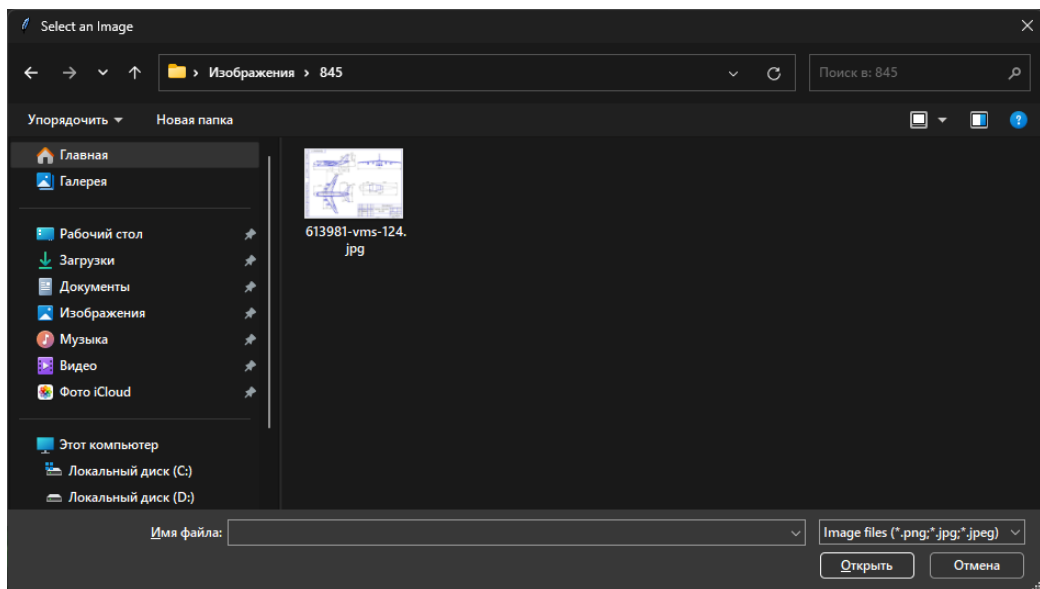 Select an Image
Изображения > 845
Поиск в: 845
Упорядочить
Новая папка
Главная
Галерея
613981-vms-124.
jpg
Рабочий стол
Загрузки
Документы
Изображения
Музыка
Видео
Фото iCloud
Этот компьютер
Локальный диск (C:)
Локальный диск (D:)
Имя файла:
Image files (*.png;*.jpg;*.jpeg)
Открыть
Отмена